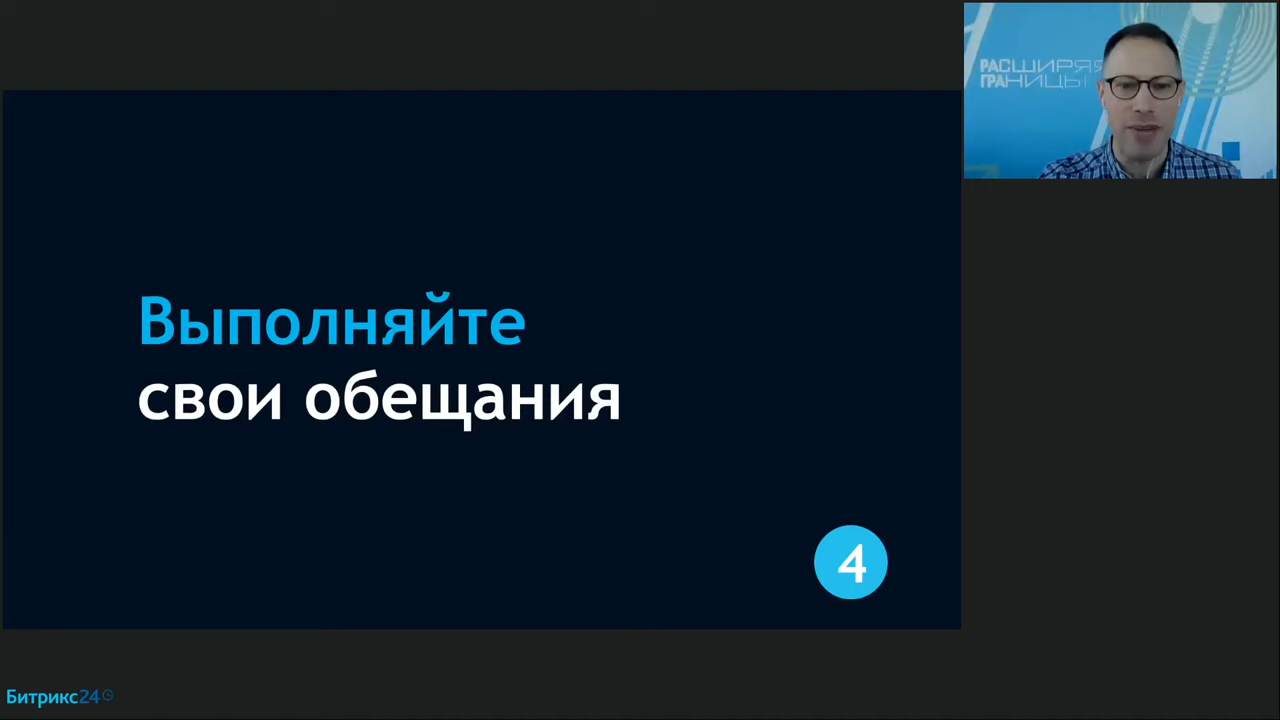 РАСШИРЯЯ
ГРАНИЦЫ
Выполняйте
свои обещания
4
Битрикс24